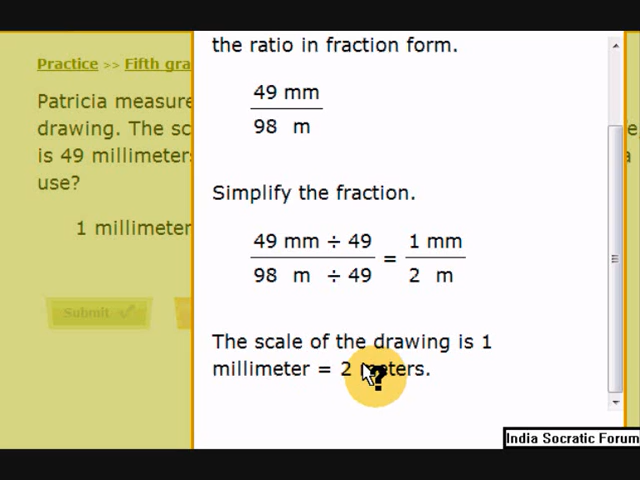 the ratio in fraction form.
Practice >> Fifth gra
49 mm
98 m
Patricia measure
drawing. The sc
is 49 millimeter
use?
1 millimeter
Submit
Simplify the fraction.
49 mm ÷ 49 = 1 mm
98 m ÷ 49 2 m
The scale of the drawing is 1
millimeter = 2 meters.
India Socratic Forum